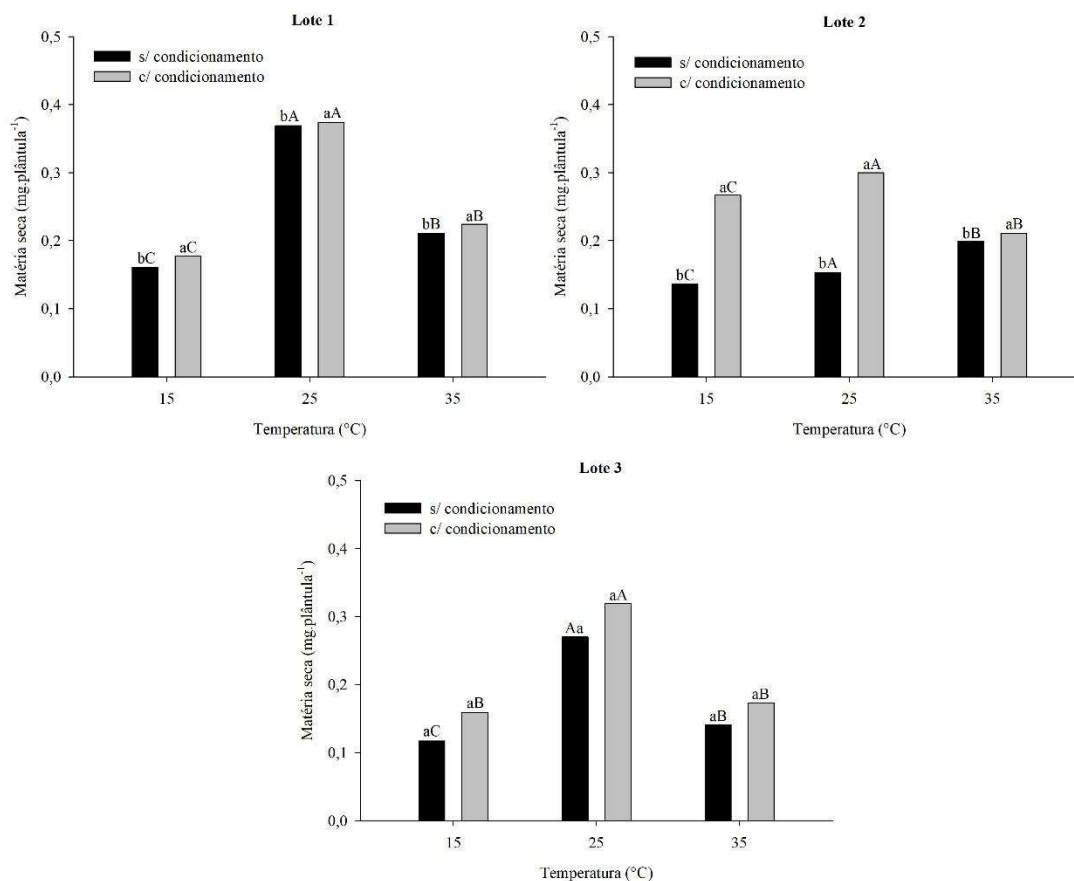 Lote 1
Matéria seca (mg.plântula⁻¹)
0,5
0,4
0,3
0,2
0,1
0,0
s/ condicionamento
c/ condicionamento
bC aC
bA aA
bB aB
15 25 35
Temperatura (°C)
Lote 2
Matéria seca (mg.plântula⁻¹)
0,5
0,4
0,3
0,2
0,1
0,0
s/ condicionamento
c/ condicionamento
bC aC
bA aA
bB aB
15 25 35
Temperatura (°C)
Lote 3
Matéria seca (mg.plântula⁻¹)
0,5
0,4
0,3
0,2
0,1
0,0
s/ condicionamento
c/ condicionamento
aC aB
Aa aA
aB aB
15 25 35
Temperatura (°C)